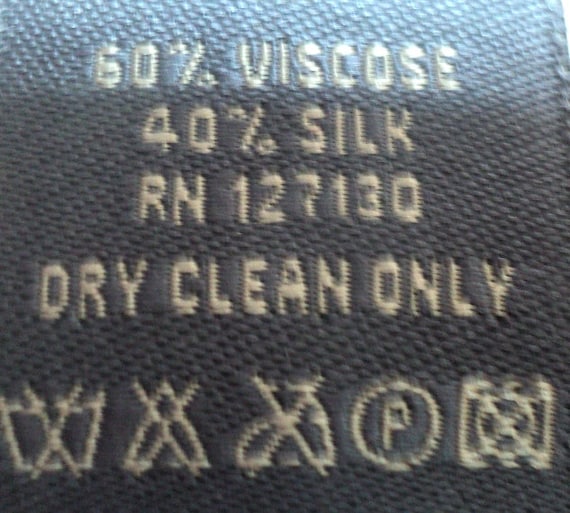 60% VISCOSE
40% SILK
RN 127130
DRY CLEAN ONLY
P